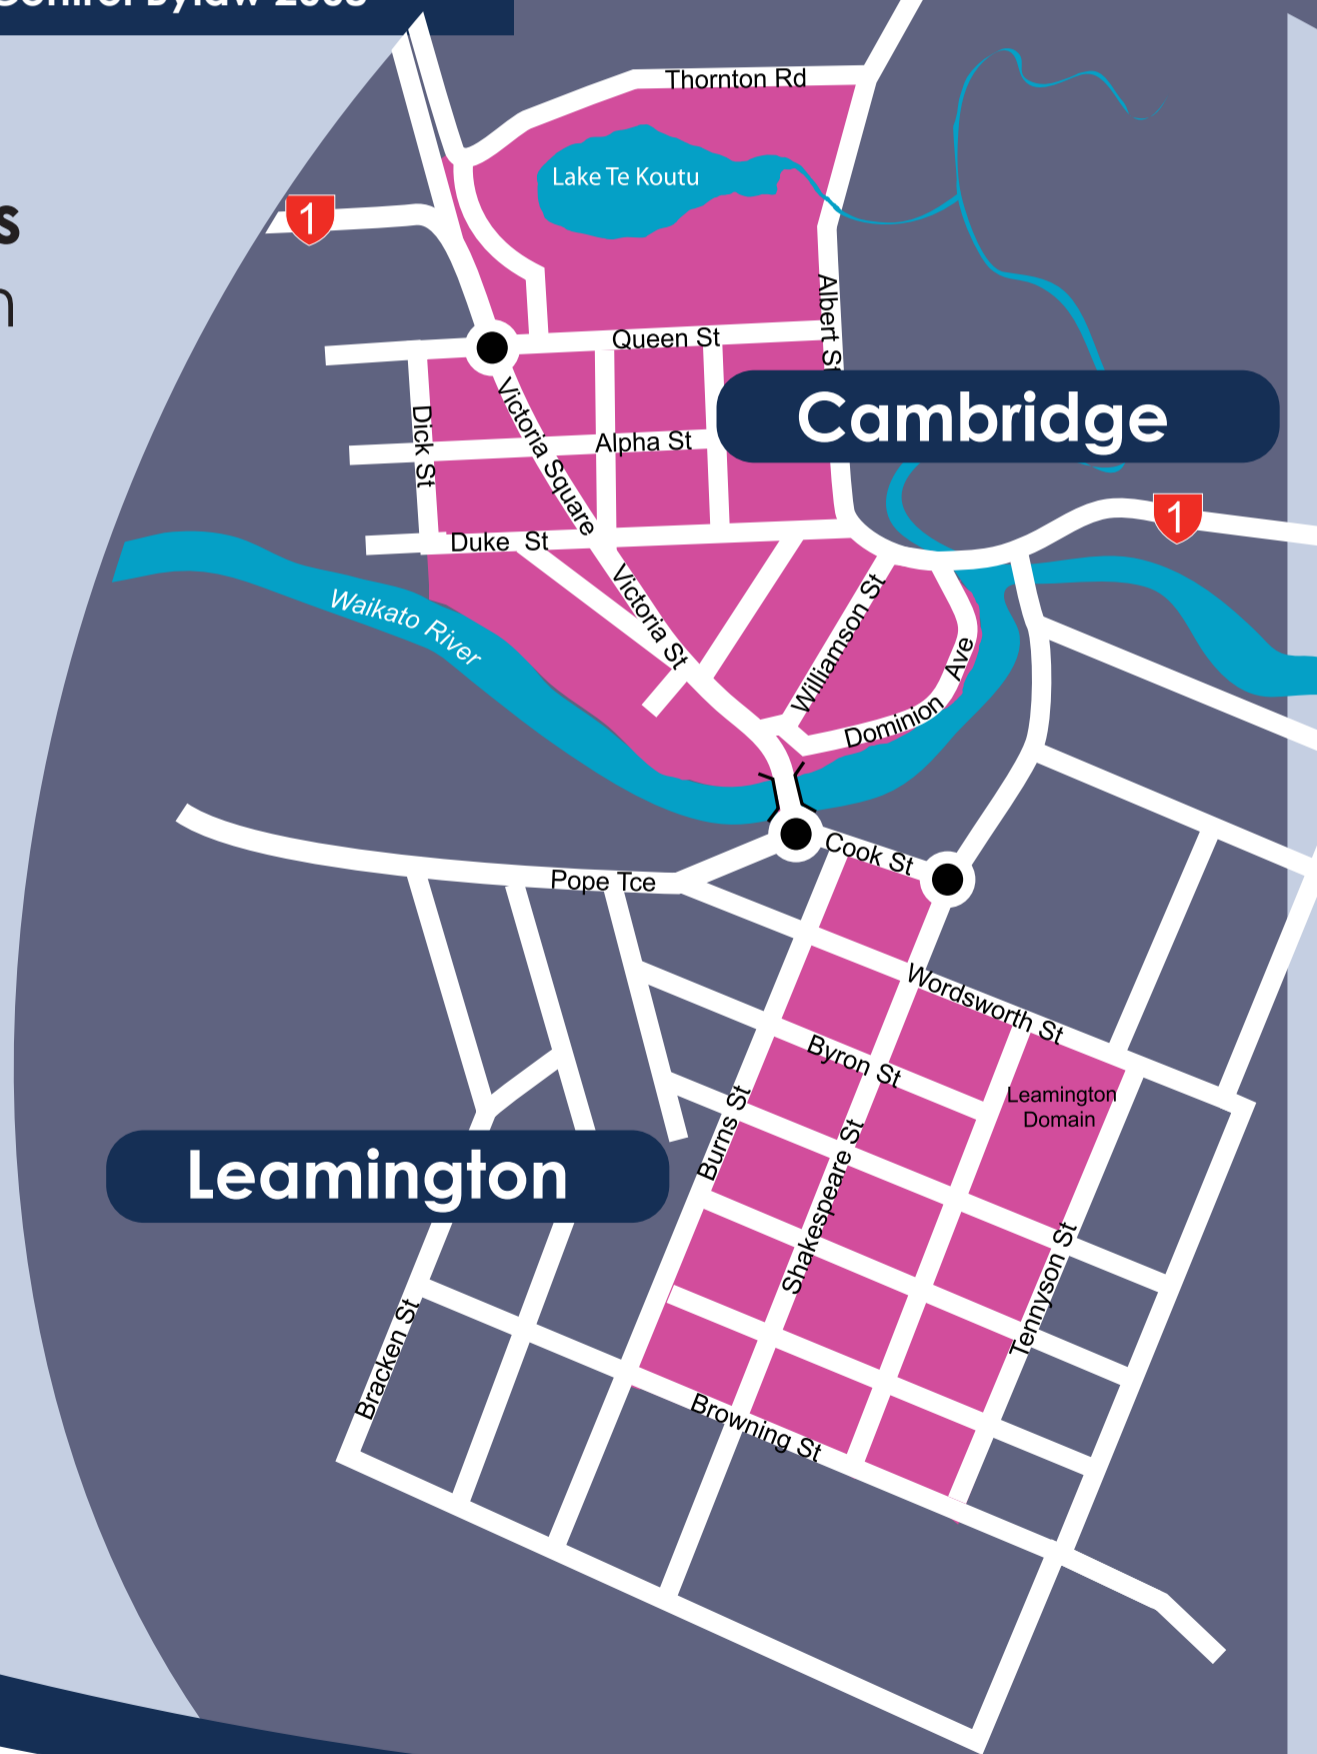 s
n
Thornton Rd
Lake Te Koutu
1
Albert St
Queen St
Cambridge
Victoria Square
Dick St
Alpha St
1
Duke St
Victoria St
Williamson St
Waikato River
Dominion Ave
Cook St
Pope Tce
Wordsworth St
Byron St
Leamington
Domain
Burns St
Shakespeare St
Leamington
Tennyson St
Bracken St
Browning St